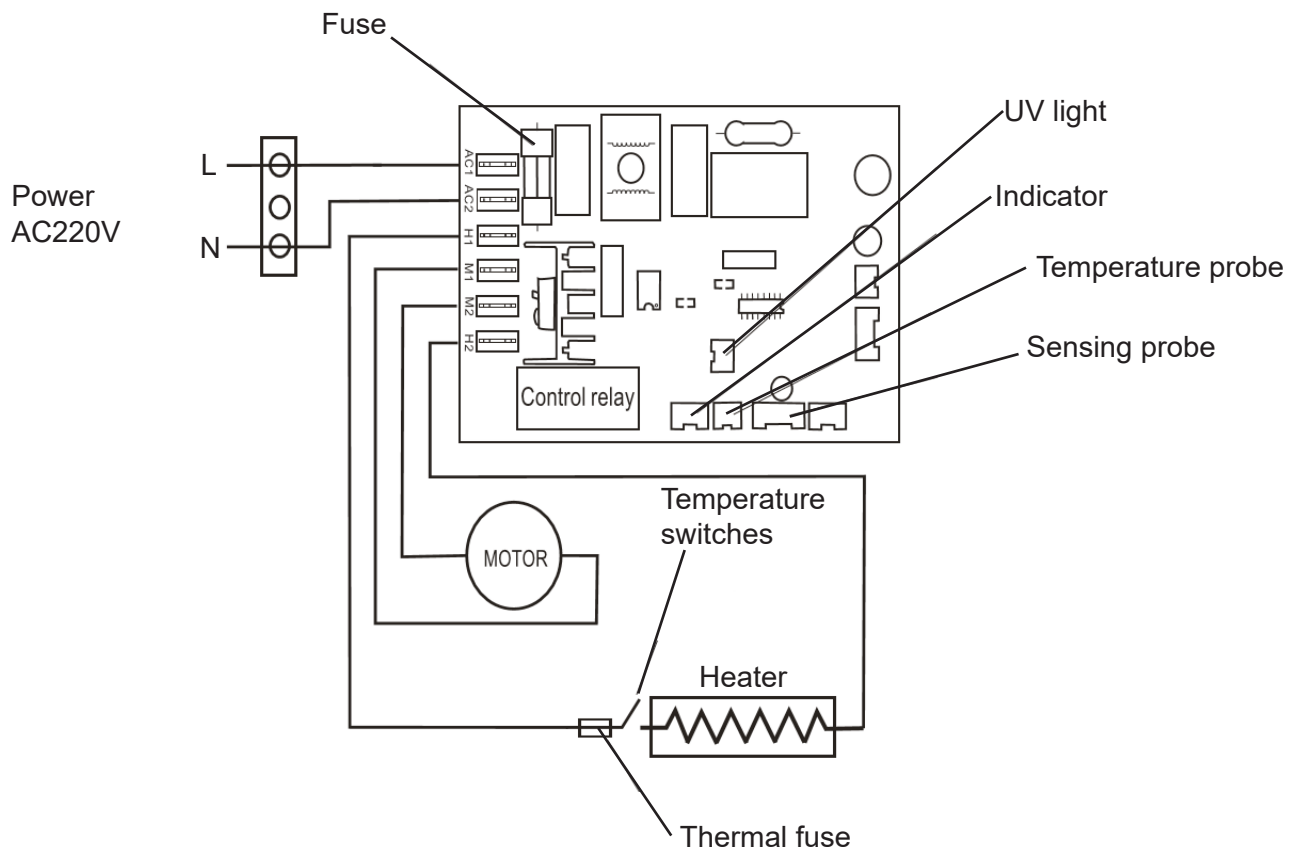 Fuse
UV light
L
AC1
Power
AC220V
Indicator
AC2
N
H1
Temperature probe
M1
M2
Sensing probe
H2
Control relay
Temperature
switches
MOTOR
Heater
Thermal fuse